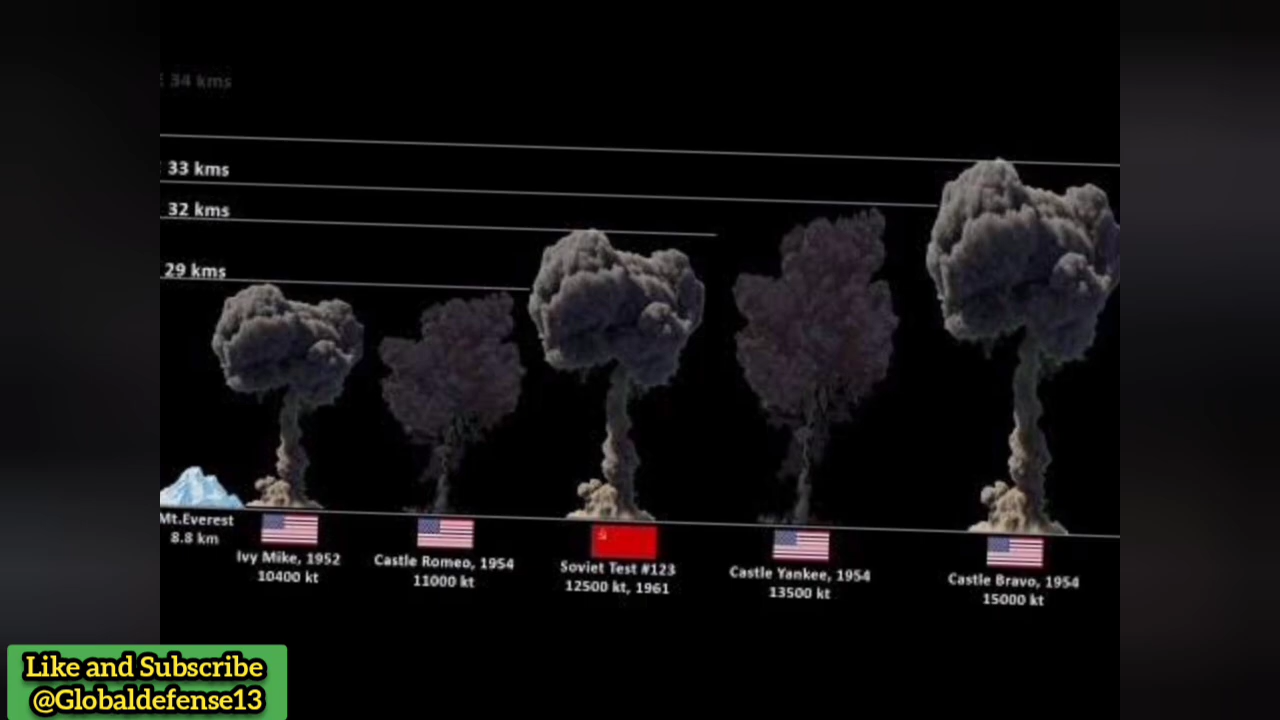 34 kms
33 kms
32 kms
29 kms
Mt.Everest
8.8 km
Ivy Mike, 1952
10400 kt
Castle Romeo, 1954
11000 kt
Soviet Test #123
12500 kt, 1961
Castle Yankee, 1954
13500 kt
Castle Bravo, 1954
15000 kt
Like and Subscribe
@Globaldefense13